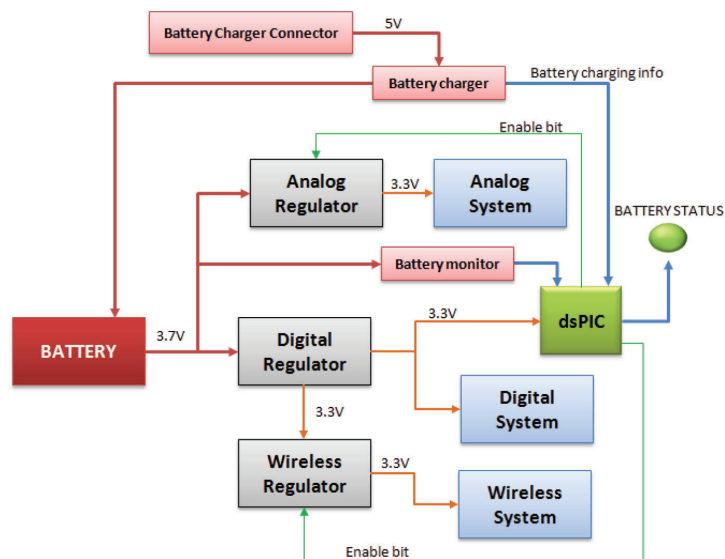 Battery Charger Connector
5V
Battery charger
Battery charging info
Enable bit
Analog
Regulator
3.3V
Analog
System
BATTERY STATUS
Battery monitor
dsPIC
BATTERY
3.7V
Digital
Regulator
3.3V
3.3V
Digital
System
Wireless
Regulator
3.3V
Wireless
System
Enable bit